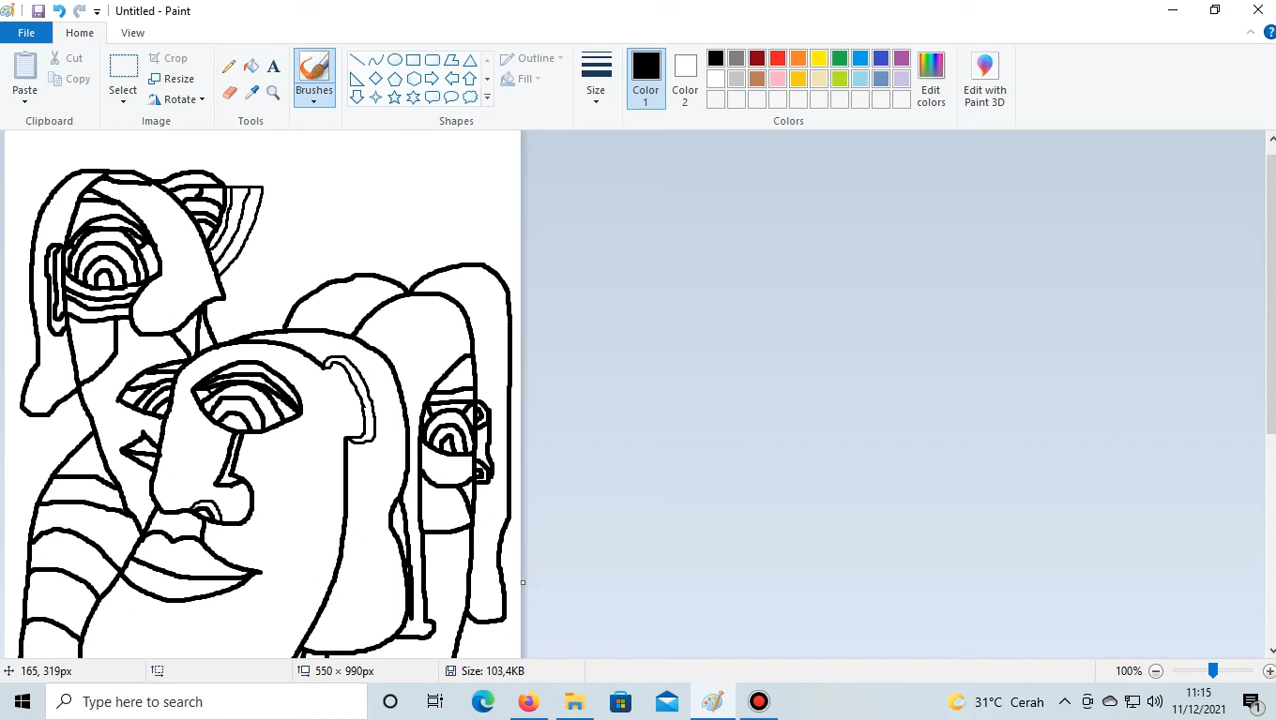 Untitled - Paint
File
Home
View
Paste
Cut
Copy
Clipboard
Select
Crop
Resize
Rotate
Image
Tools
Brushes
Shapes
Outline
Fill
Size
Color
1
Color
2
Colors
Edit
colors
Edit with
Paint 3D
165, 319px
550 × 990px
Size: 103,4KB
100%
Type here to search
31°C Cerah
11:15
11/12/2021
1